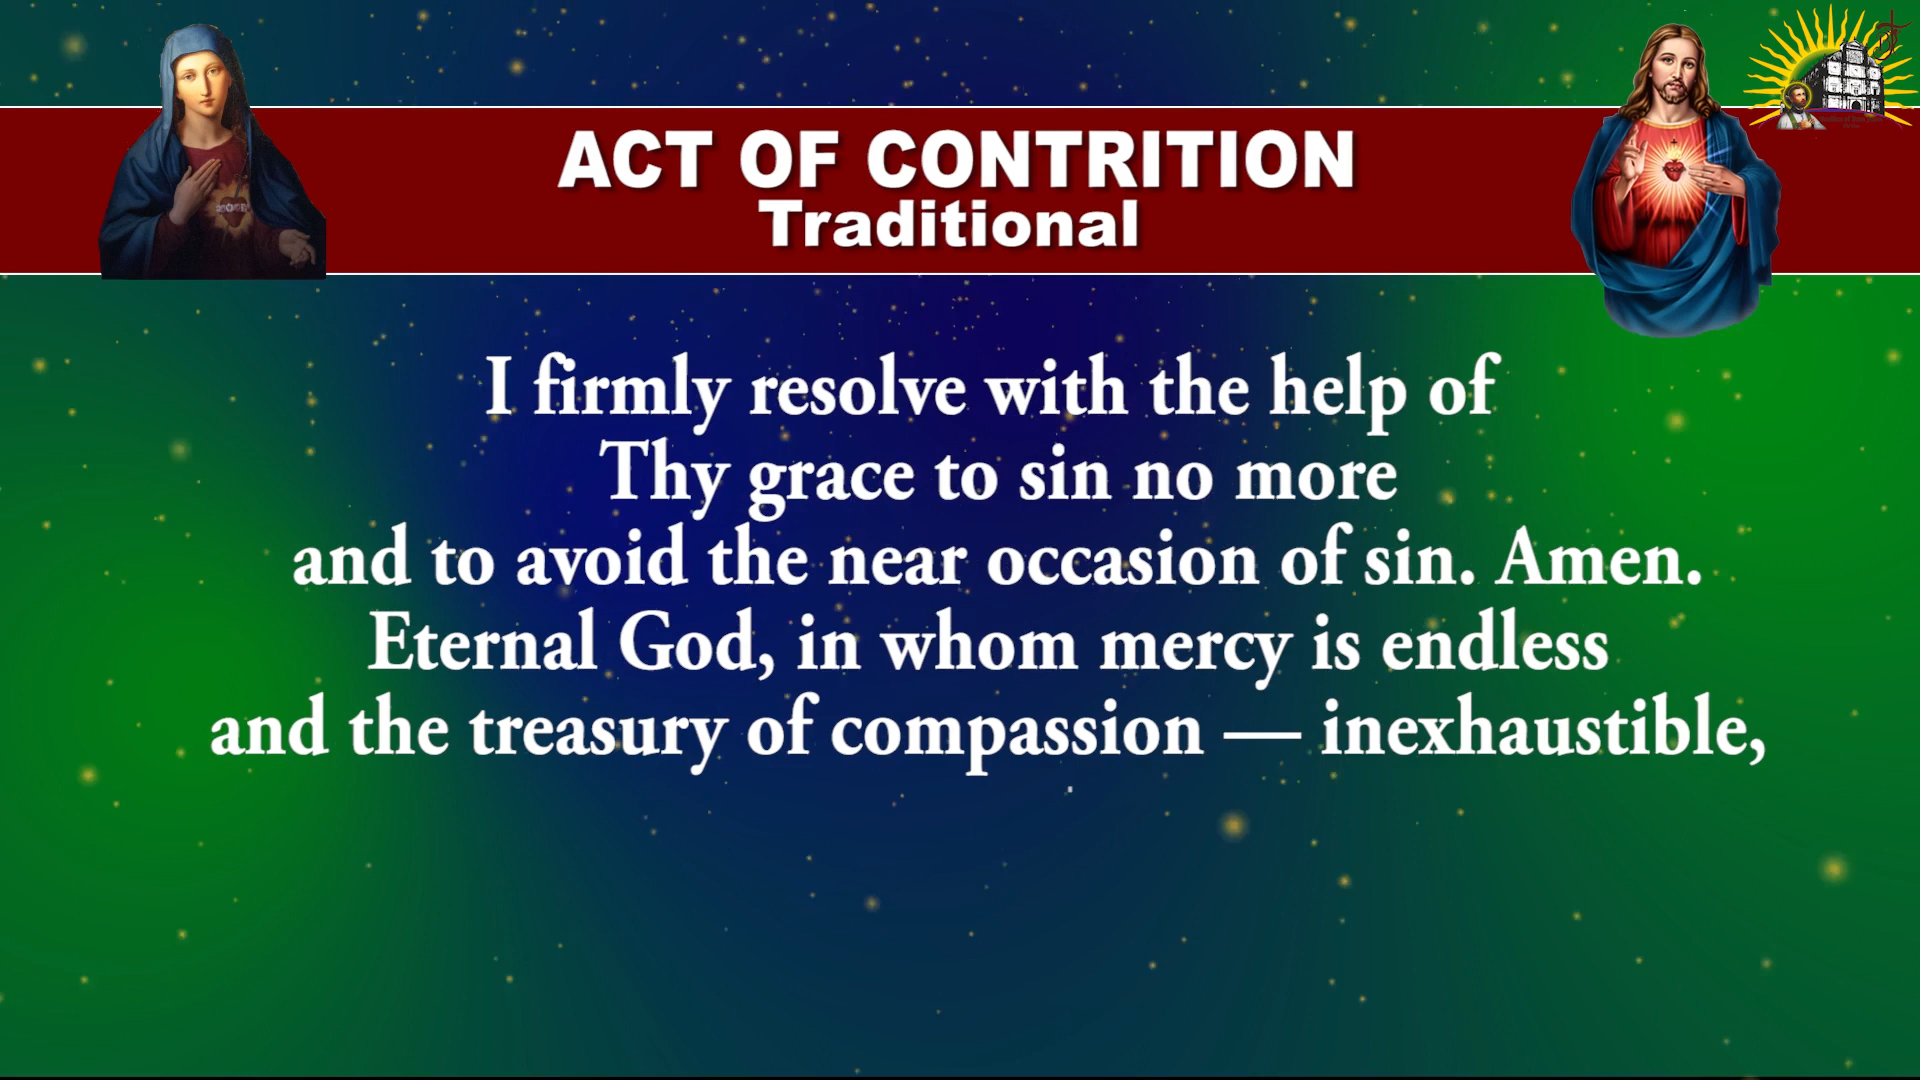 ACT OF CONTRITION
Traditional
I firmly resolve with the help of
Thy grace to sin no more
and to avoid the near occasion of sin. Amen.
Eternal God, in whom mercy is endless
and the treasury of compassion — inexhaustible,